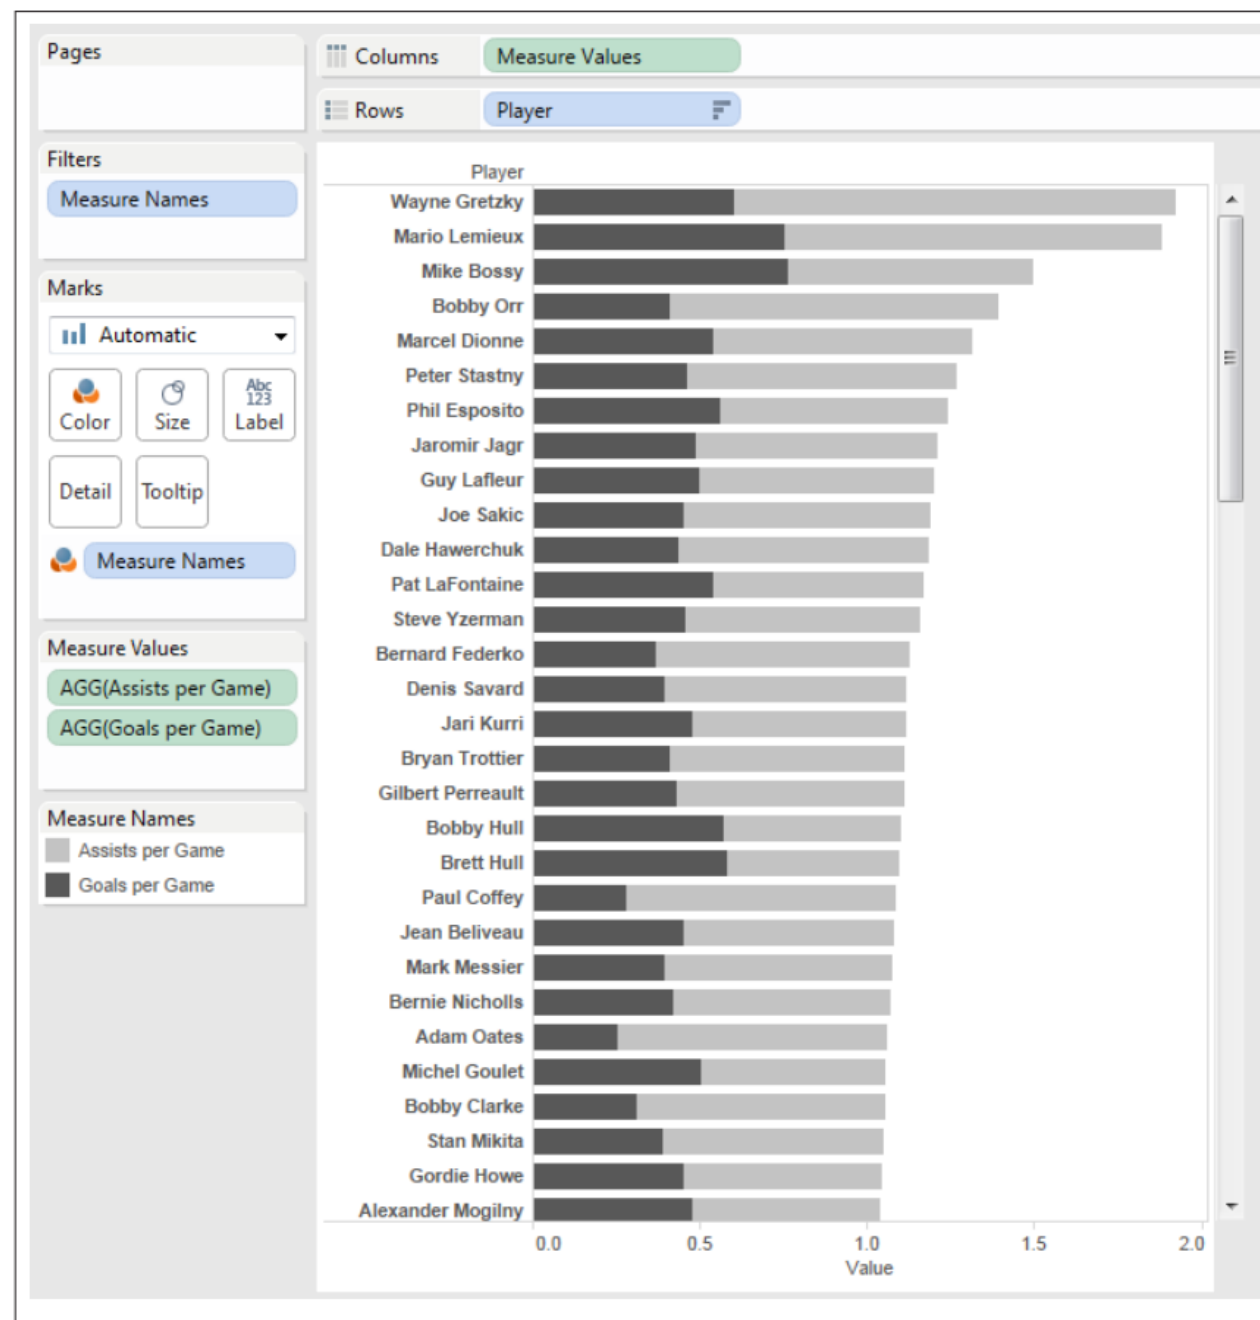 Pages
Columns
Measure Values
Rows
Player
Filters
Measure Names
Marks
Automatic
Color
Size
Abc
123
Label
Detail
Tooltip
Measure Names
Measure Values
AGG(Assists per Game)
AGG(Goals per Game)
Measure Names
Assists per Game
Goals per Game
Player
Wayne Gretzky
Mario Lemieux
Mike Bossy
Bobby Orr
Marcel Dionne
Peter Stastny
Phil Esposito
Jaromir Jagr
Guy Lafleur
Joe Sakic
Dale Hawerchuk
Pat LaFontaine
Steve Yzerman
Bernard Federko
Denis Savard
Jari Kurri
Bryan Trottier
Gilbert Perreault
Bobby Hull
Brett Hull
Paul Coffey
Jean Beliveau
Mark Messier
Bernie Nicholls
Adam Oates
Michel Goulet
Bobby Clarke
Stan Mikita
Gordie Howe
Alexander Mogilny
0.0 0.5 1.0 1.5 2.0
Value